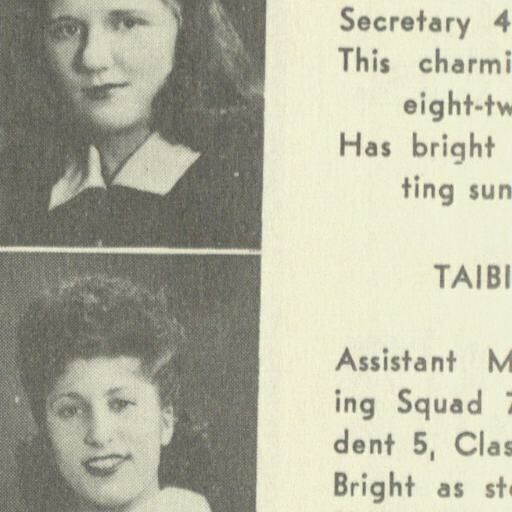 Secretary 4
This charmi
eight-tw
Has bright
ting sun
TAIBI
Assistant M
ing Squad 7
dent 5, Clas
Bright as st